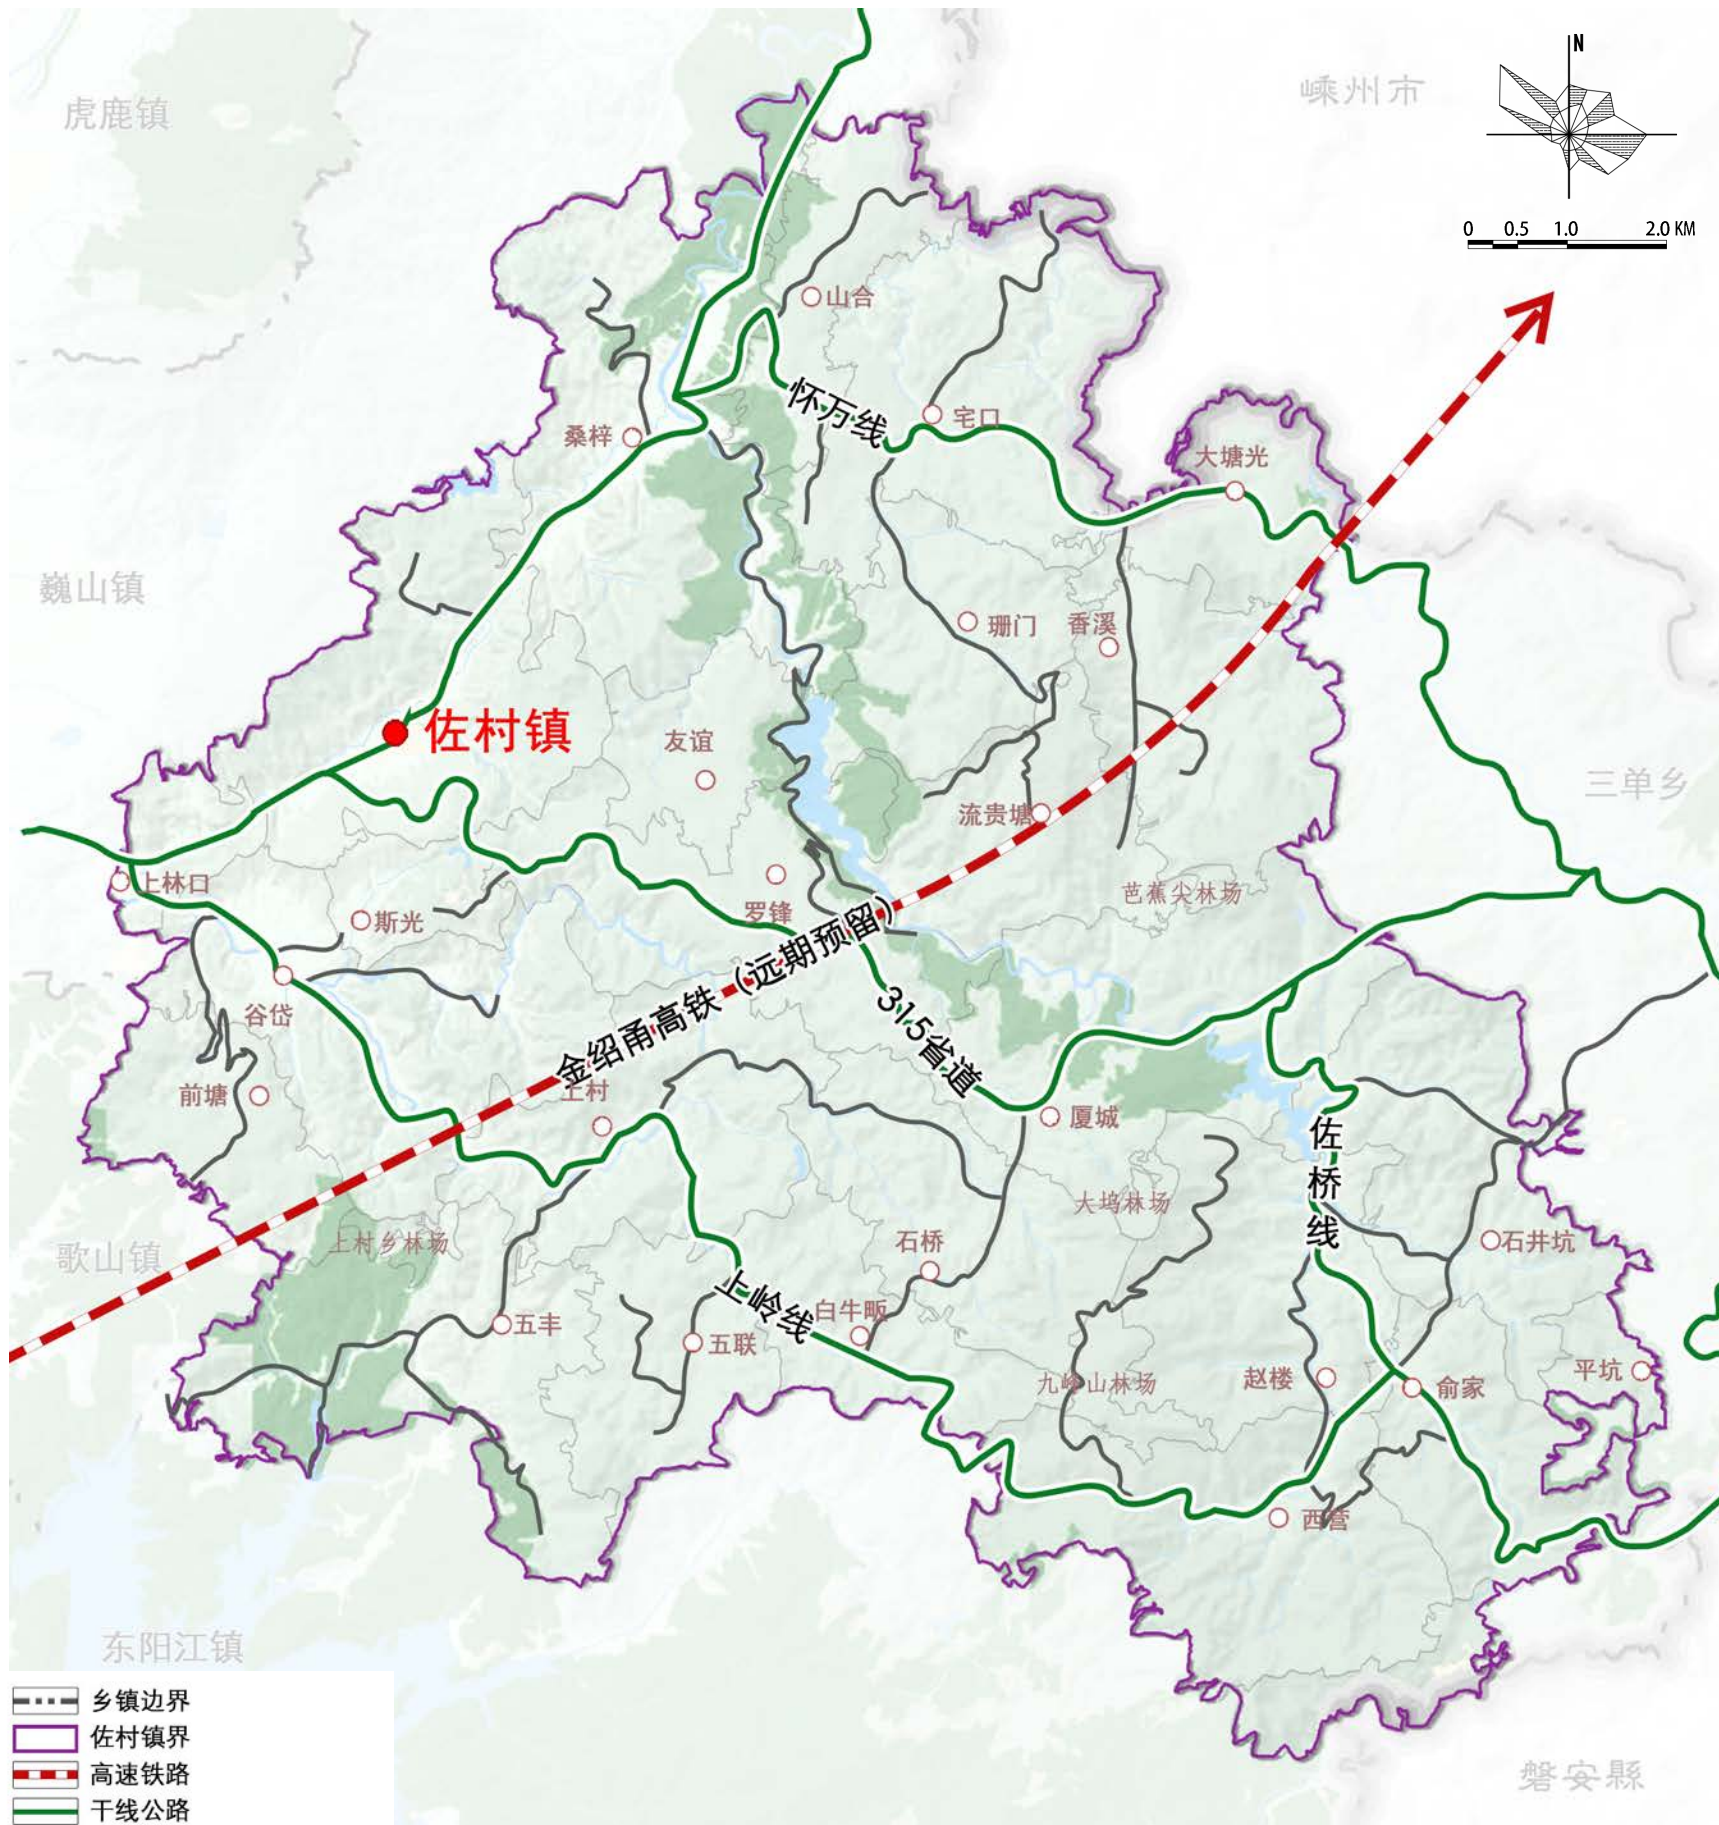 N
嵊州市
虎鹿镇
0 0.5 1.0 2.0 KM
山合
怀万线
宅口
桑梓
大塘光
巍山镇
珊门
香溪
佐村镇
友谊
三单乡
流贵塘
上林口
芭蕉尖林场
罗锋
斯光
金绍甬高铁（远期预留）
谷岱
315省道
前塘
上村
厦城
佐桥线
大坞林场
上村乡林场
歌山镇
石桥
石井坑
上岭线
白牛畈
五丰
五联
九峰山林场
赵楼
俞家
平坑
西营
东阳江镇
磐安縣
乡镇边界
佐村镇界
高速铁路
干线公路